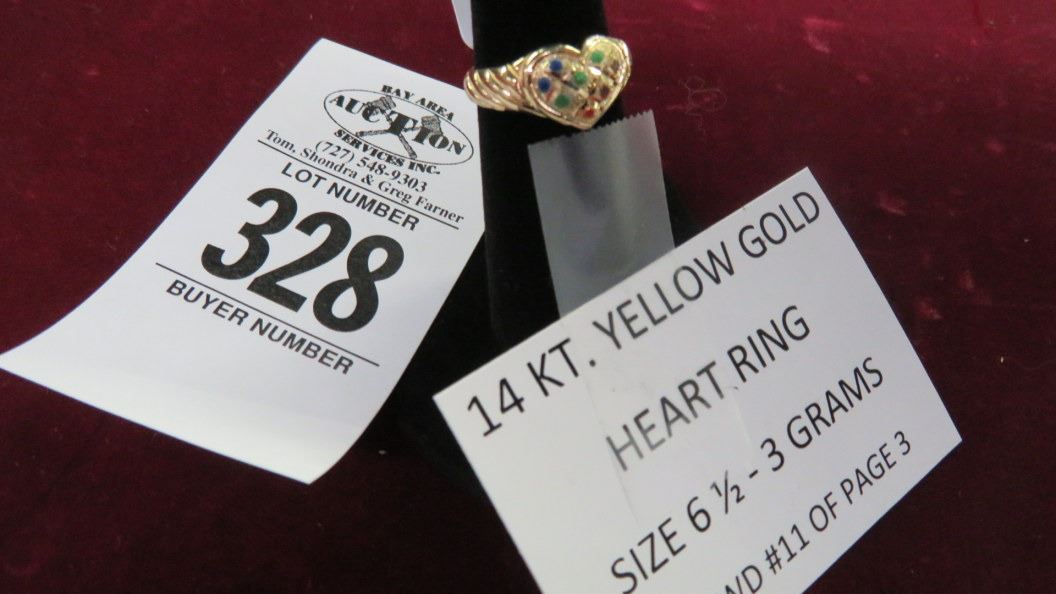 BAY AREA
AUCTION
SERVICES INC-
(727) 548-9303
Tom, Shondra & Greg Farner
LOT NUMBER
328
BUYER NUMBER
14 KT. YELLOW GOLD
HEART RING
SIZE 6 ½ - 3 GRAMS
#11 OF PAGE 3